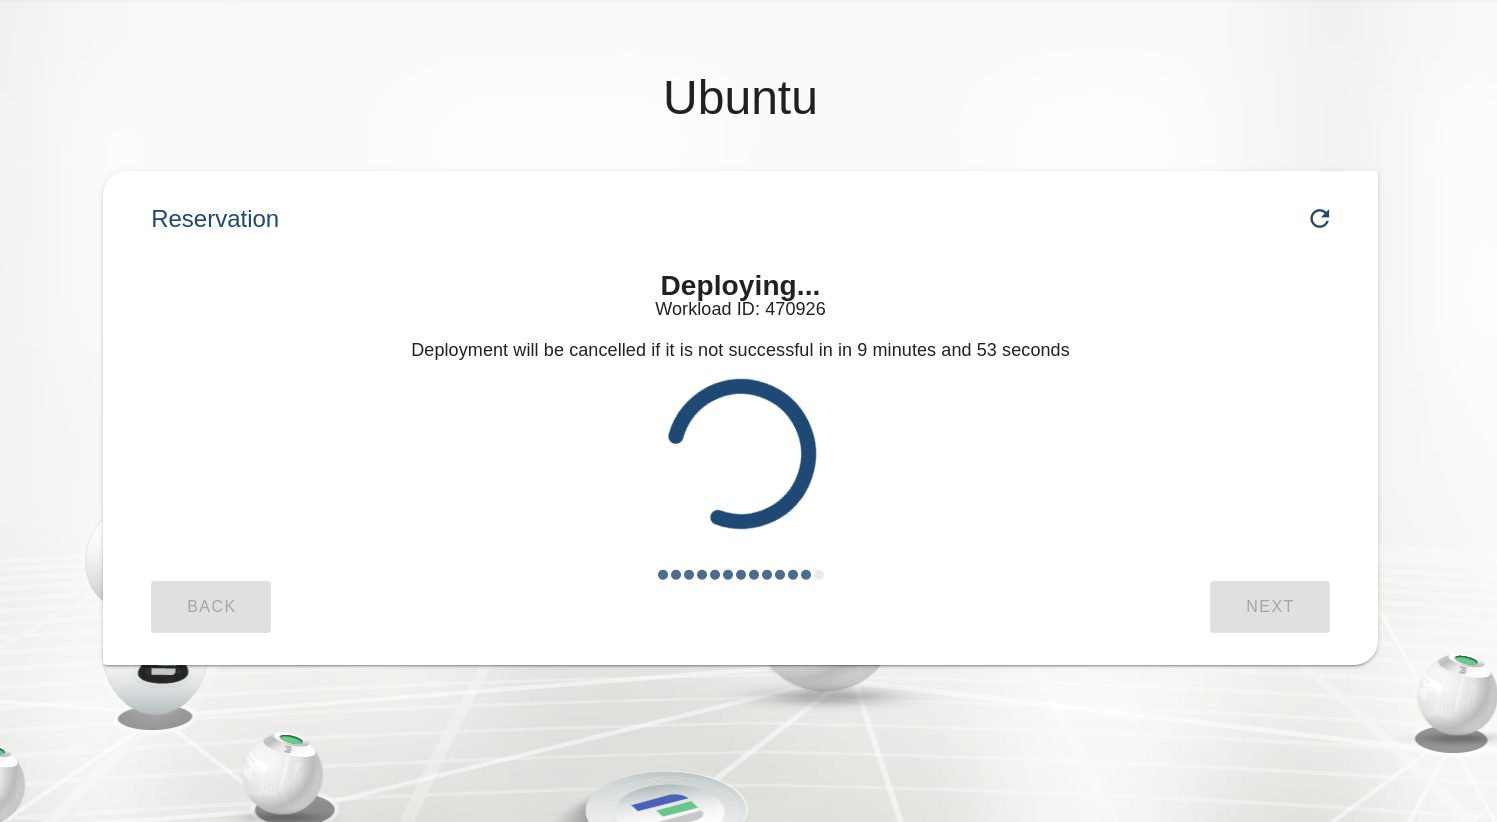 Ubuntu
Reservation
Deploying...
Workload ID: 470926
Deployment will be cancelled if it is not successful in in 9 minutes and 53 seconds
BACK
NEXT